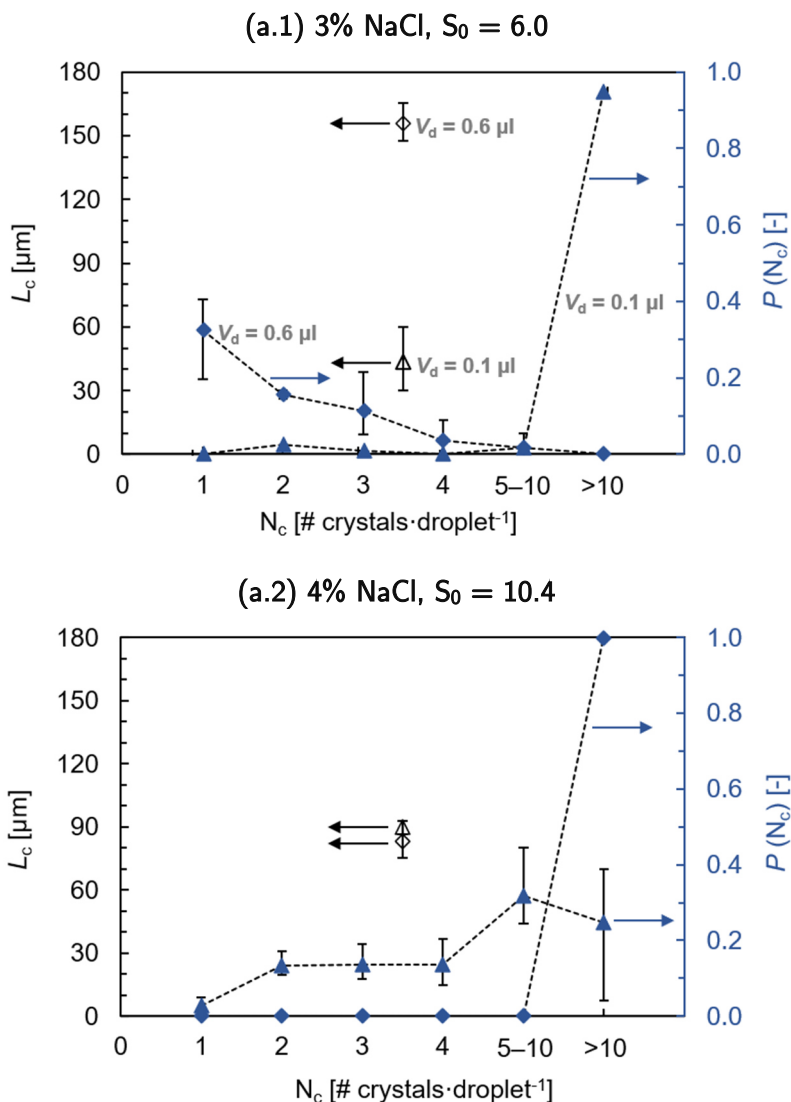 (a.1) 3% NaCl, S₀ = 6.0
180
150
120
90
60
30
0
L_c [µm]
1.0
0.8
0.6
0.4
0.2
0.0
P (N_c) [-]
V_d = 0.6 µl
V_d = 0.1 µl
V_d = 0.6 µl
V_d = 0.1 µl
0 1 2 3 4 5–10 >10
N_c [# crystals·droplet⁻¹]
(a.2) 4% NaCl, S₀ = 10.4
180
150
120
90
60
30
0
L_c [µm]
1.0
0.8
0.6
0.4
0.2
0.0
P (N_c) [-]
0 1 2 3 4 5–10 >10
N_c [# crystals·droplet⁻¹]